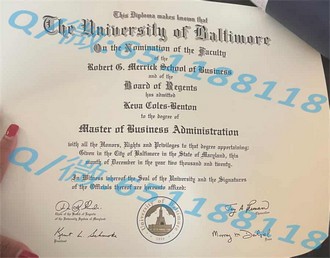 This Diploma makes known that
The University of Baltimore
On the Nomination of the Faculty
of the
Robert G. Merrick School of Business
and of the
Board of Regents
has admitted
Keva Coles-Benton
to the degree of
Master of Business Administration
with all the Honors, Rights and Privileges to that degree appertaining:
Given in the City of Baltimore in the State of Maryland, this
of December in the year two thousand and twenty.
In Witness whereof the Seal of the University and the Signatures
of the Officials thereof are hereunto affixed:
Q/微:651188118